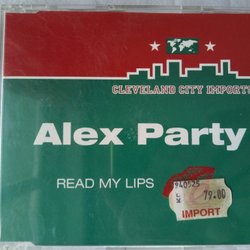 CLEVELAND CITY IMPORTS
Alex Party
READ MY LIPS
940525
79.00
IMPORT